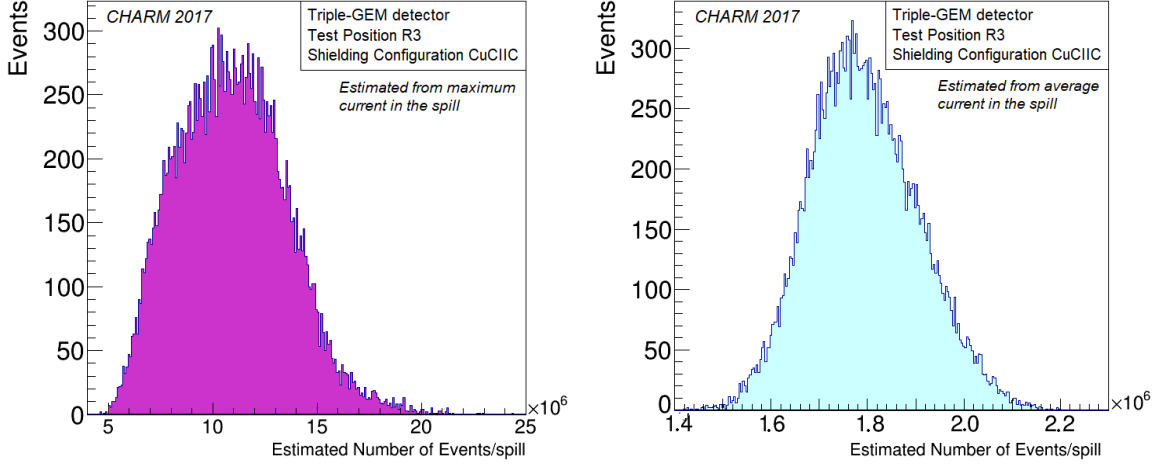 CHARM 2017
Triple-GEM detector
Test Position R3
Shielding Configuration CuCIIC
Estimated from maximum
current in the spill
Events
300
250
200
150
100
50
0
5
10
15
20
25
×10⁶
Estimated Number of Events/spill
CHARM 2017
Triple-GEM detector
Test Position R3
Shielding Configuration CuCIIC
Estimated from average
current in the spill
Events
300
250
200
150
100
50
0
1.4
1.6
1.8
2.0
2.2
×10⁶
Estimated Number of Events/spill